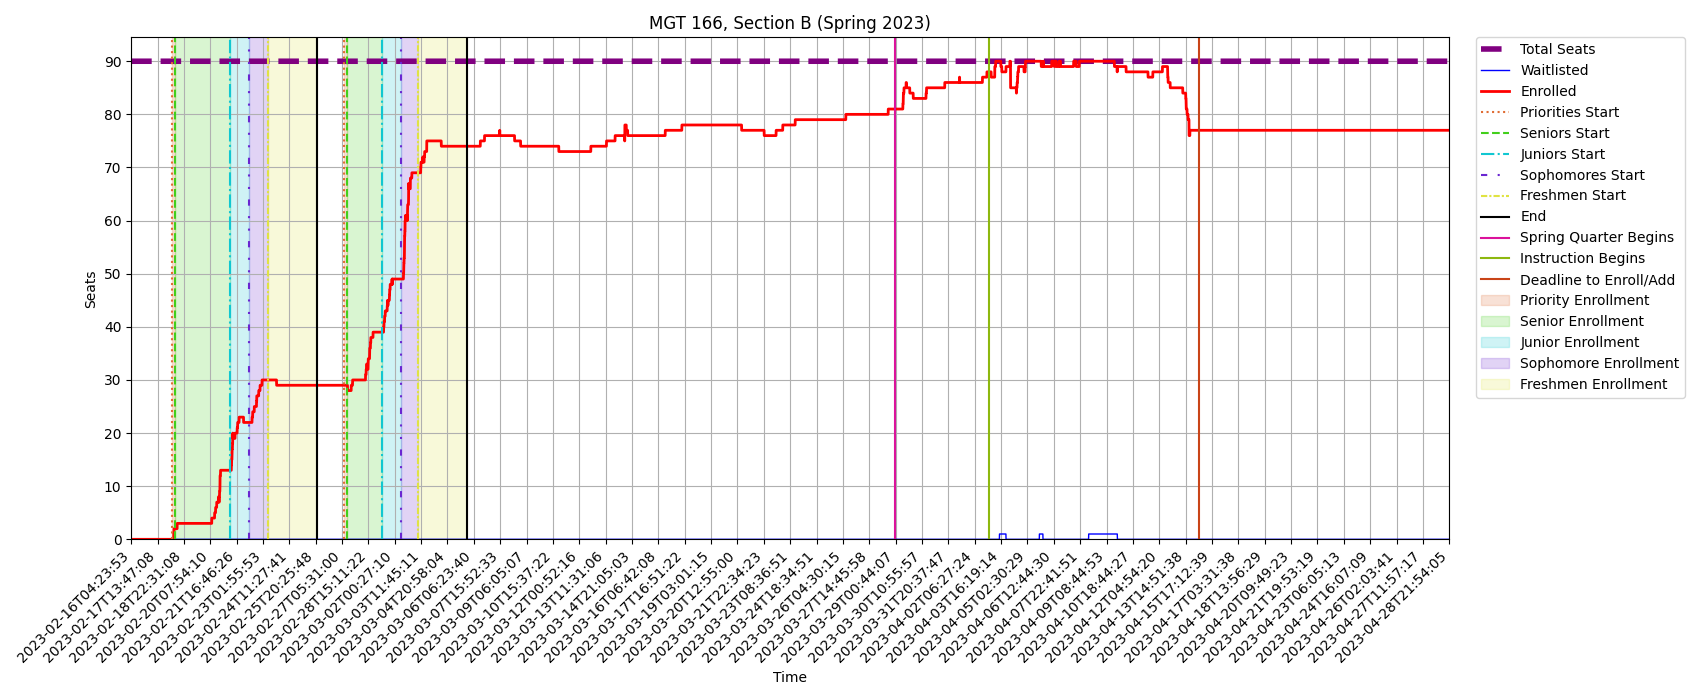 MGT 166, Section B (Spring 2023)
Seats
90
80
70
60
50
40
30
20
10
0
2023-02-16T04:23:53
2023-02-17T13:47:08
2023-02-18T22:31:08
2023-02-20T07:54:10
2023-02-21T16:46:26
2023-02-23T01:55:53
2023-02-24T11:27:41
2023-02-25T20:25:48
2023-02-27T05:31:00
2023-02-28T15:11:22
2023-03-02T00:27:10
2023-03-03T11:45:11
2023-03-04T20:58:04
2023-03-06T06:23:40
2023-03-07T15:52:33
2023-03-09T06:05:07
2023-03-10T15:37:22
2023-03-12T00:52:16
2023-03-13T11:31:06
2023-03-14T21:05:03
2023-03-16T06:42:08
2023-03-17T16:51:22
2023-03-19T03:01:15
2023-03-20T12:55:00
2023-03-21T22:34:23
2023-03-23T08:36:51
2023-03-24T18:34:51
2023-03-26T04:30:15
2023-03-27T14:45:58
2023-03-29T00:44:07
2023-03-30T10:55:57
2023-03-31T20:37:47
2023-04-02T06:27:24
2023-04-03T16:19:14
2023-04-05T02:30:29
2023-04-06T12:44:30
2023-04-07T22:41:51
2023-04-09T08:44:53
2023-04-10T18:44:27
2023-04-12T04:54:20
2023-04-13T14:51:38
2023-04-15T17:12:39
2023-04-17T03:31:38
2023-04-18T13:56:29
2023-04-20T09:49:23
2023-04-21T19:53:19
2023-04-23T06:05:13
2023-04-24T16:07:09
2023-04-26T02:03:41
2023-04-27T11:57:17
2023-04-28T21:54:05
Time
Total Seats
Waitlisted
Enrolled
Priorities Start
Seniors Start
Juniors Start
Sophomores Start
Freshmen Start
End
Spring Quarter Begins
Instruction Begins
Deadline to Enroll/Add
Priority Enrollment
Senior Enrollment
Junior Enrollment
Sophomore Enrollment
Freshmen Enrollment